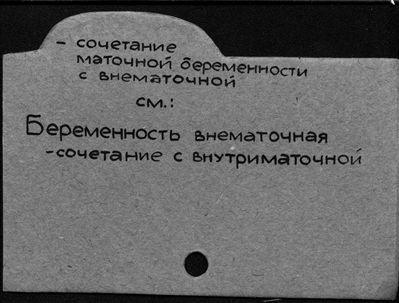 - сочетание
маточной беременности
с внематочной
см.:
Беременность внематочная
-сочетание с внутриматочной